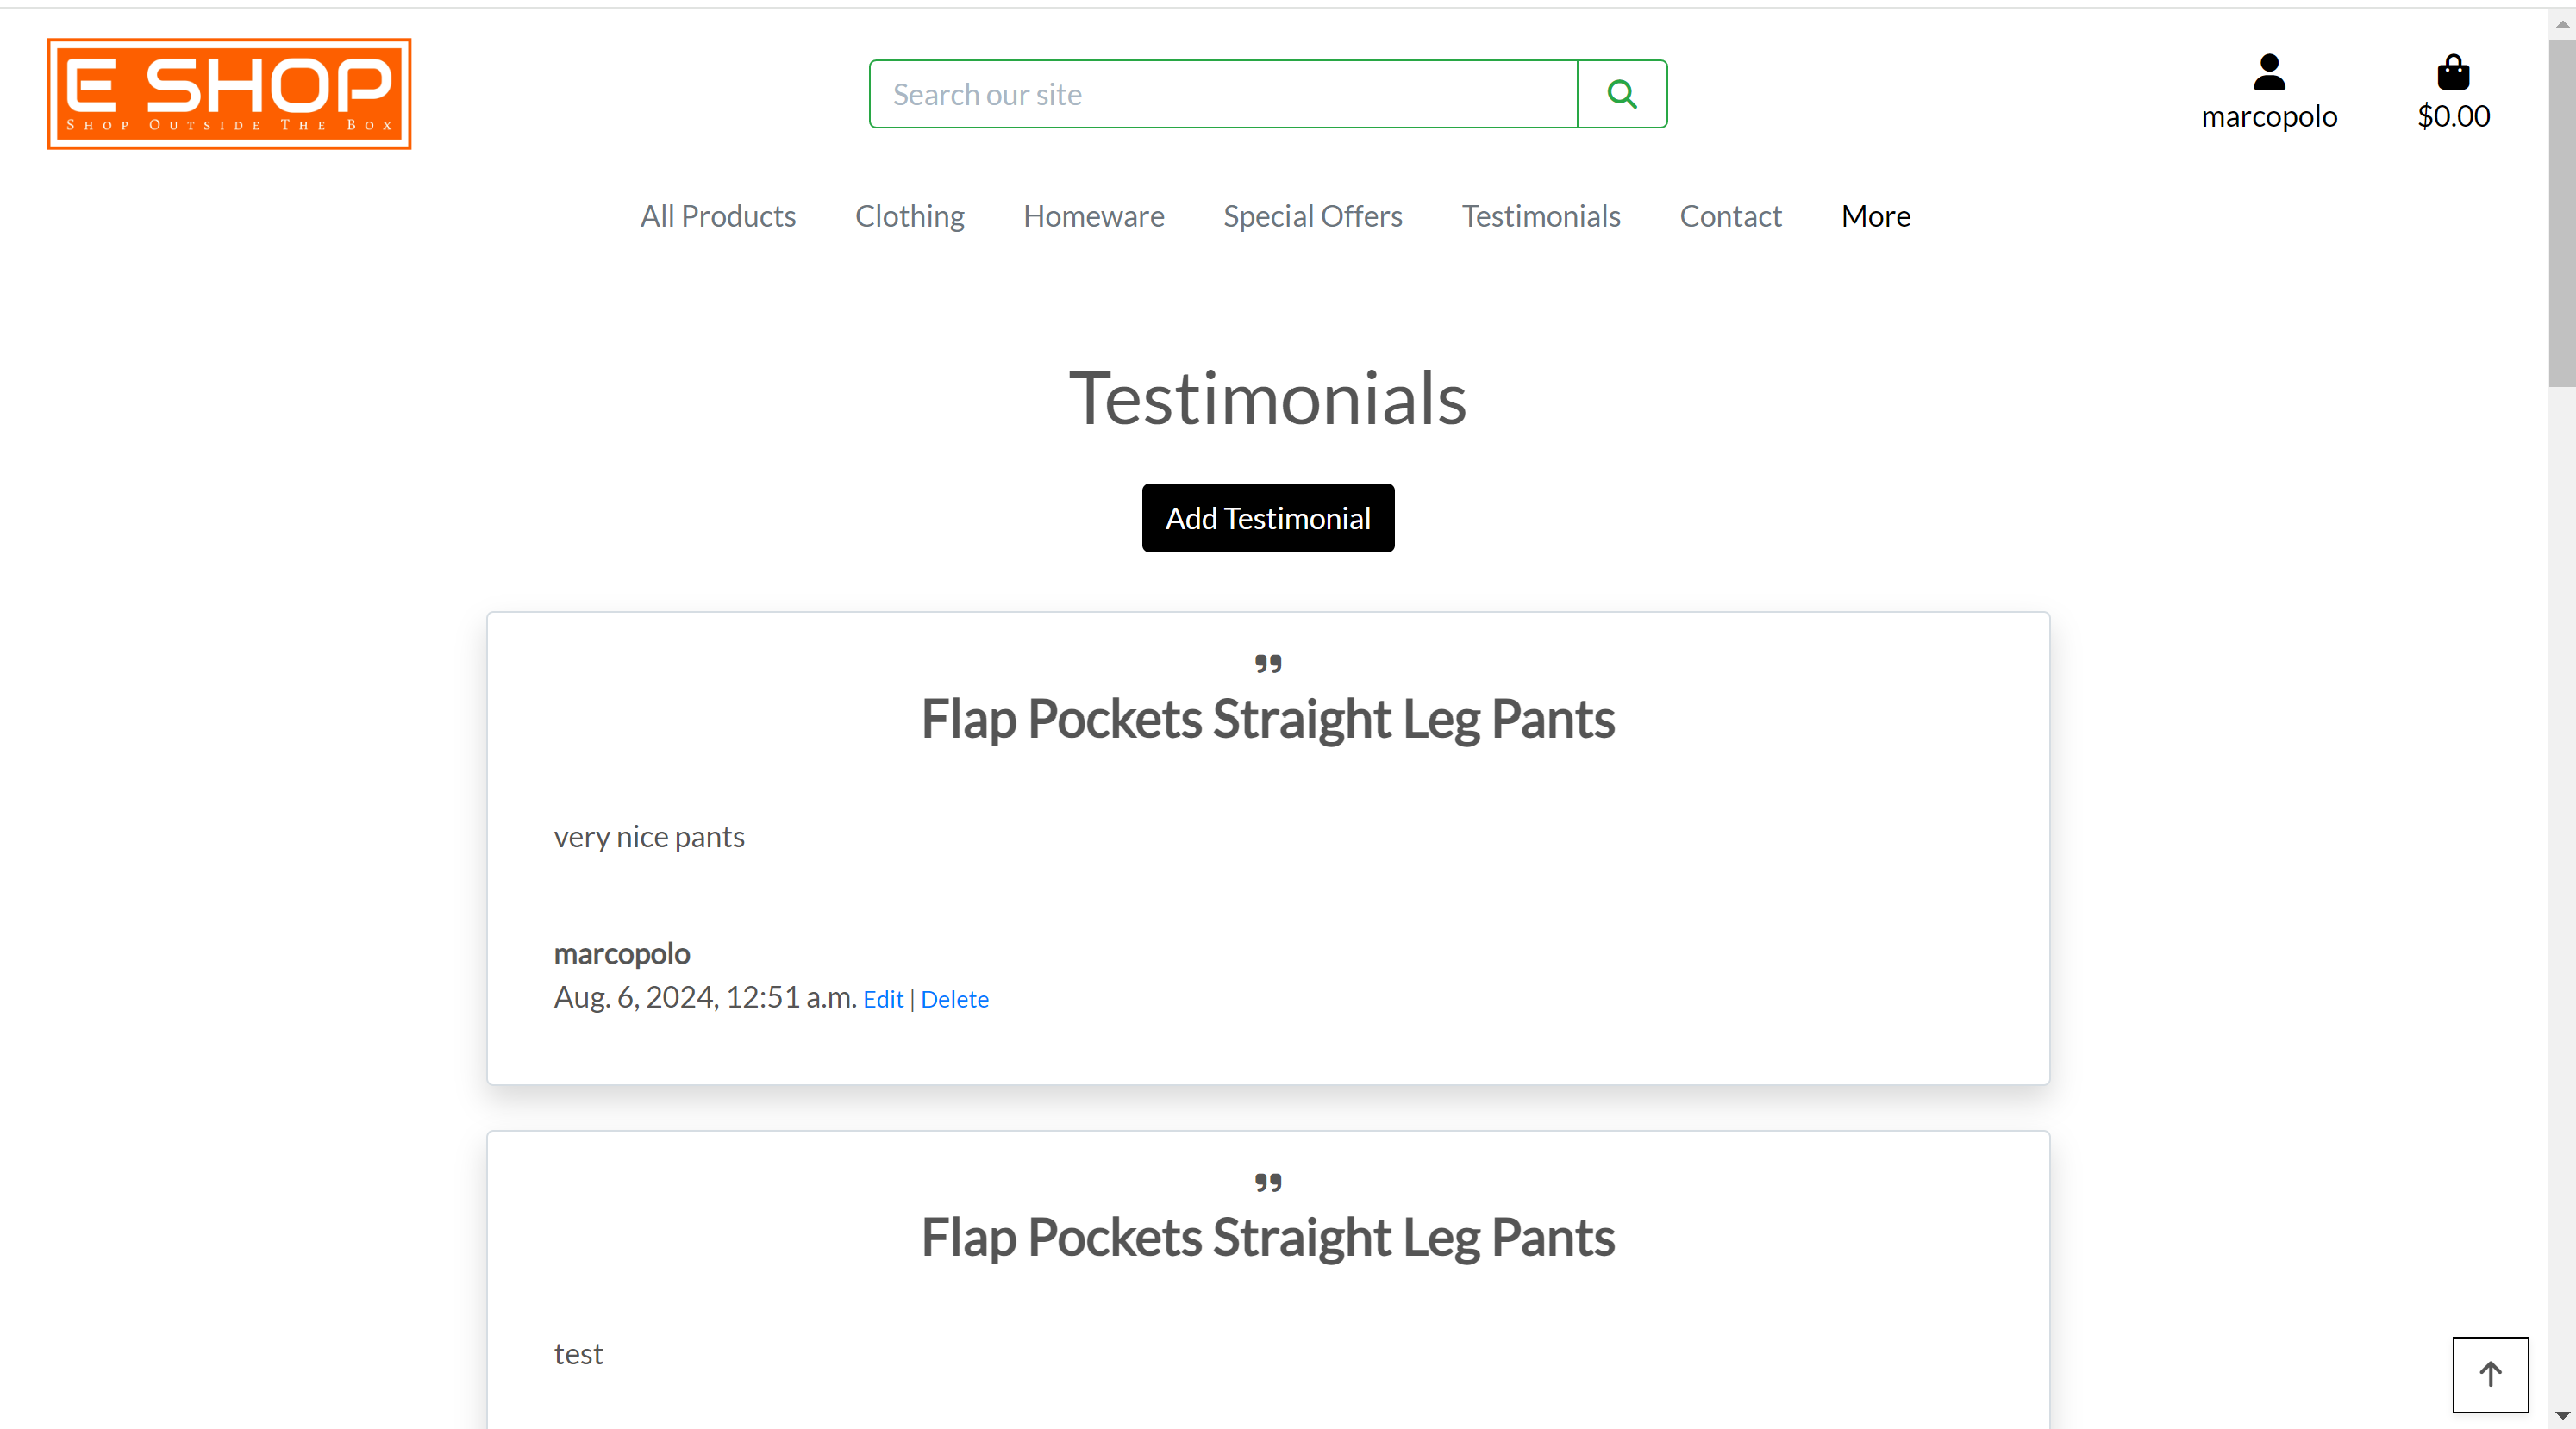 E SHOP
Shop Outside The Box
Search our site
marcopolo
$0.00
All Products Clothing Homeware Special Offers Testimonials Contact More
Testimonials
Add Testimonial
Flap Pockets Straight Leg Pants
very nice pants
marcopolo
Aug. 6, 2024, 12:51 a.m. Edit | Delete
Flap Pockets Straight Leg Pants
test